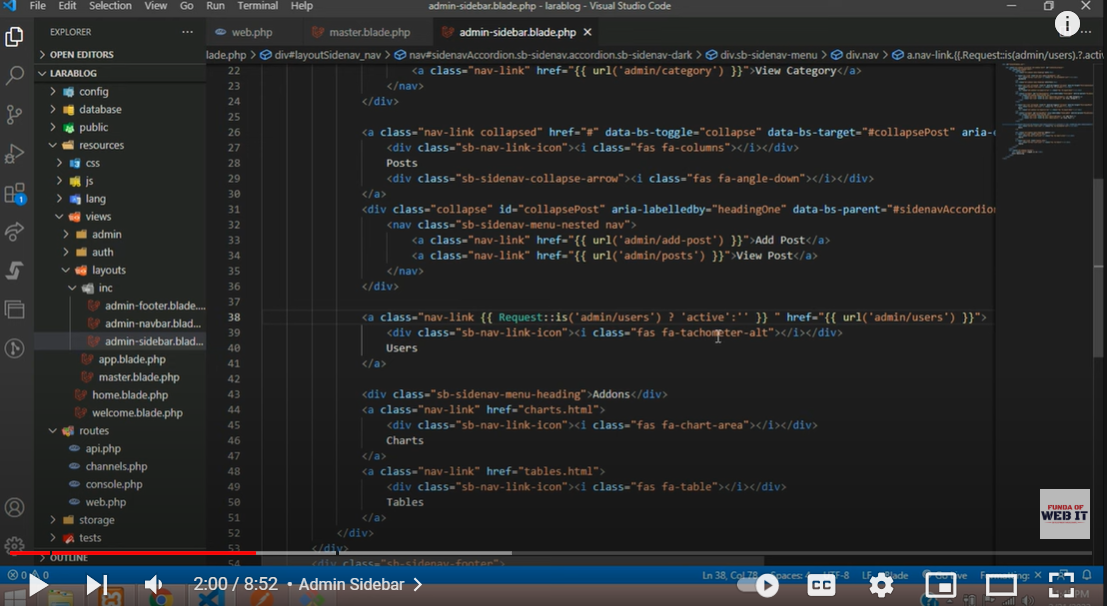 File Edit Selection View Go Run Terminal Help
admin-sidebar.blade.php - larablog - Visual Studio Code
EXPLORER
web.php
master.blade.php
admin-sidebar.blade.php
OPEN EDITORS
lade.php > div#layoutSidenav_nav > nav#sidenavAccordion.sb-sidenav.accordion.sb-sidenav-dark > div.sb-sidenav-menu > div.nav > a.nav-link.{{.Request::is(admin/users).?.activ
LARABLOG
config
database
public
resources
css
js
lang
views
admin
auth
layouts
inc
admin-footer.blade....
admin-navbar.blad...
admin-sidebar.blad...
app.blade.php
master.blade.php
home.blade.php
welcome.blade.php
routes
api.php
channels.php
console.php
web.php
storage
tests
OUTLINE
1
22 <a class="nav-link" href="{{ url('admin/category') }}">View Category</a>
23 </nav>
24 </div>
25
26 <a class="nav-link collapsed" href="#" data-bs-toggle="collapse" data-bs-target="#collapsePost" aria-c
27 <div class="sb-nav-link-icon"><i class="fas fa-columns"></i></div>
28 Posts
29 <div class="sb-sidenav-collapse-arrow"><i class="fas fa-angle-down"></i></div>
30 </a>
31 <div class="collapse" id="collapsePost" aria-labelledby="headingOne" data-bs-parent="#sidenavAccordion
32 <nav class="sb-sidenav-menu-nested nav">
33 <a class="nav-link" href="{{ url('admin/add-post') }}">Add Post</a>
34 <a class="nav-link" href="{{ url('admin/posts') }}">View Post</a>
35 </nav>
36 </div>
37
38 <a class="nav-link {{ Request::is('admin/users') ? 'active':'' }} " href="{{ url('admin/users') }}">
39 <div class="sb-nav-link-icon"><i class="fas fa-tachometer-alt"></i></div>
40 Users
41 </a>
42
43 <div class="sb-sidenav-menu-heading">Addons</div>
44 <a class="nav-link" href="charts.html">
45 <div class="sb-nav-link-icon"><i class="fas fa-chart-area"></i></div>
46 Charts
47 </a>
48 <a class="nav-link" href="tables.html">
49 <div class="sb-nav-link-icon"><i class="fas fa-table"></i></div>
50 Tables
51 </a>
52 </div>
53 </div>
54 <div class="sb-sidenav-footer">
FUNDA OF
WEB IT
0 0
Ln 38, Col 78 Spaces: 4 UTF-8 LF Blade Go Live
2:00 / 8:52 • Admin Sidebar
CC